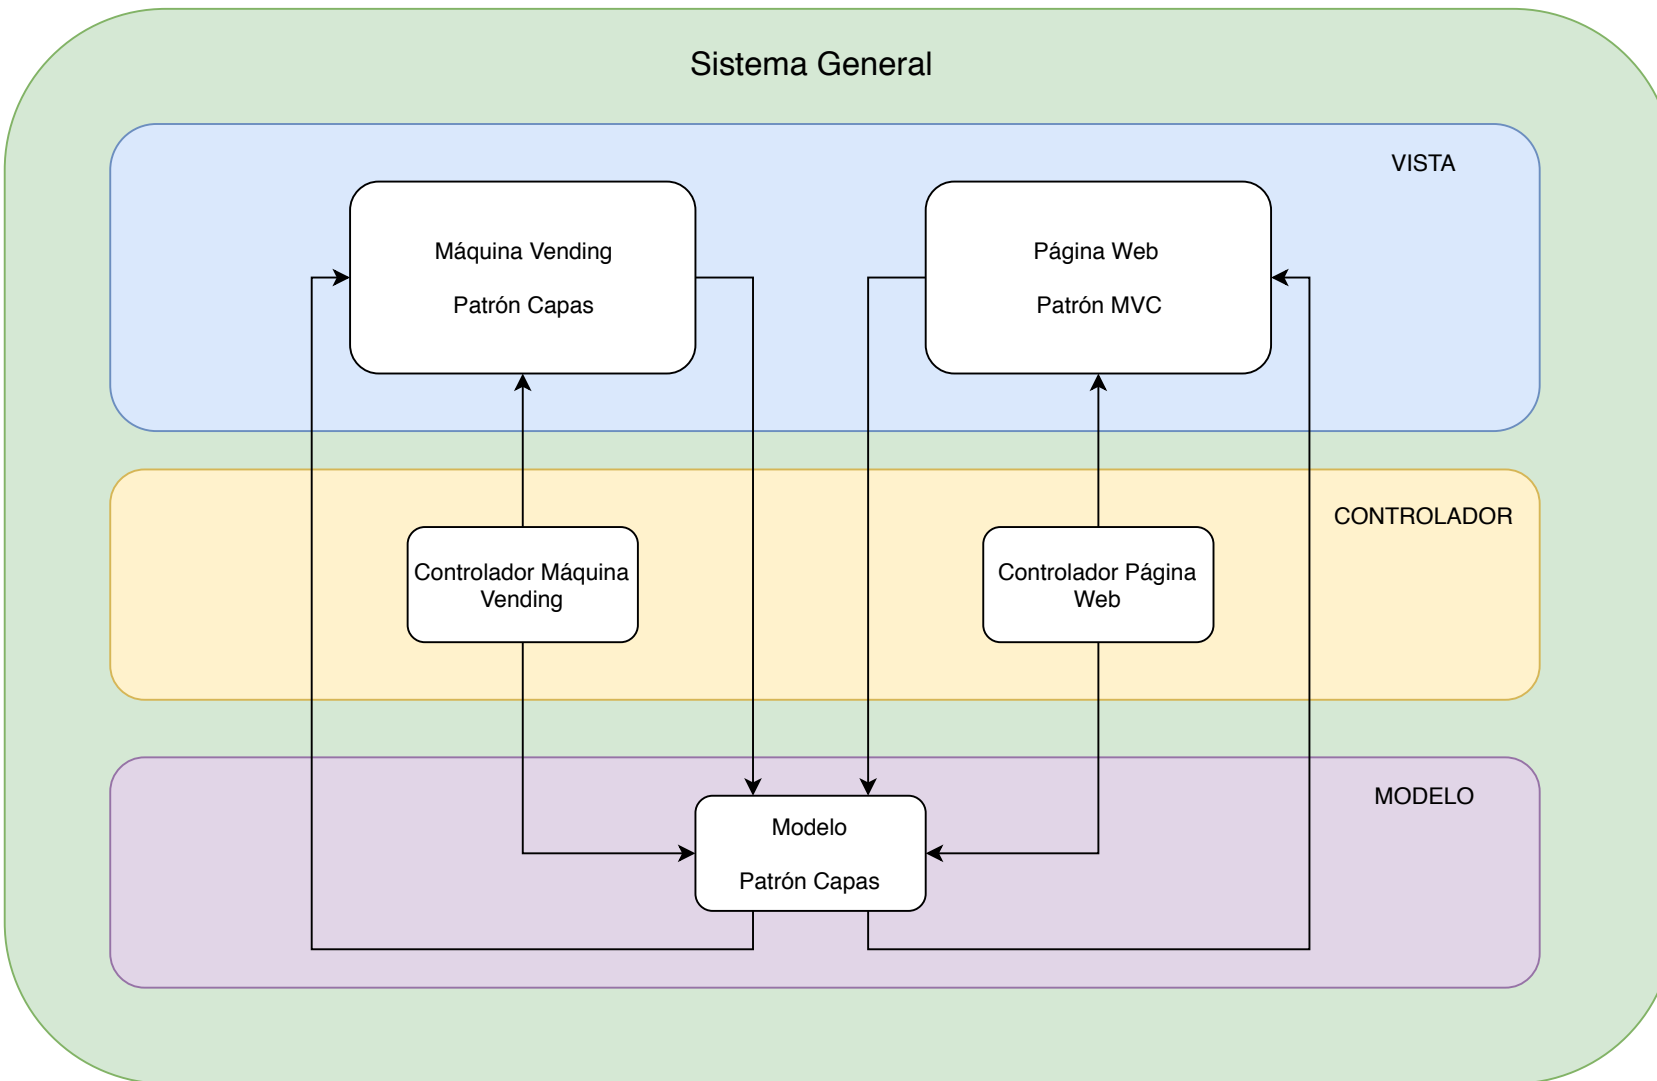 Sistema General
VISTA
Máquina Vending
Patrón Capas
Página Web
Patrón MVC
CONTROLADOR
Controlador Máquina
Vending
Controlador Página
Web
MODELO
Modelo
Patrón Capas